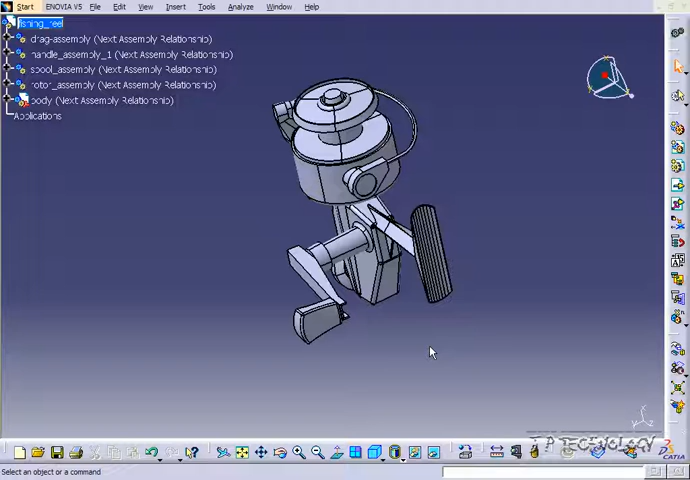 Start ENOVIA V5 File Edit View Insert Tools Analyze Window Help
fishing_reel
drag-assembly (Next Assembly Relationship)
handle_assembly_1 (Next Assembly Relationship)
spool_assembly (Next Assembly Relationship)
rotor_assembly (Next Assembly Relationship)
body (Next Assembly Relationship)
Applications
T.P TECHNOLOGY
CATIA
Select an object or a command